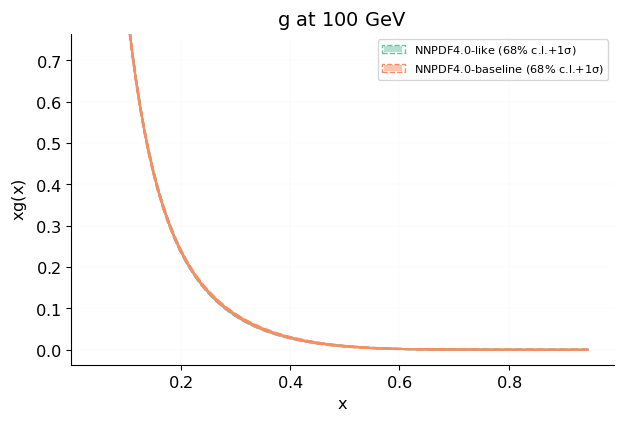 g at 100 GeV
NNPDF4.0-like (68% c.l.+1σ)
NNPDF4.0-baseline (68% c.l.+1σ)
xg(x)
0.7
0.6
0.5
0.4
0.3
0.2
0.1
0.0
0.2 0.4 0.6 0.8
x